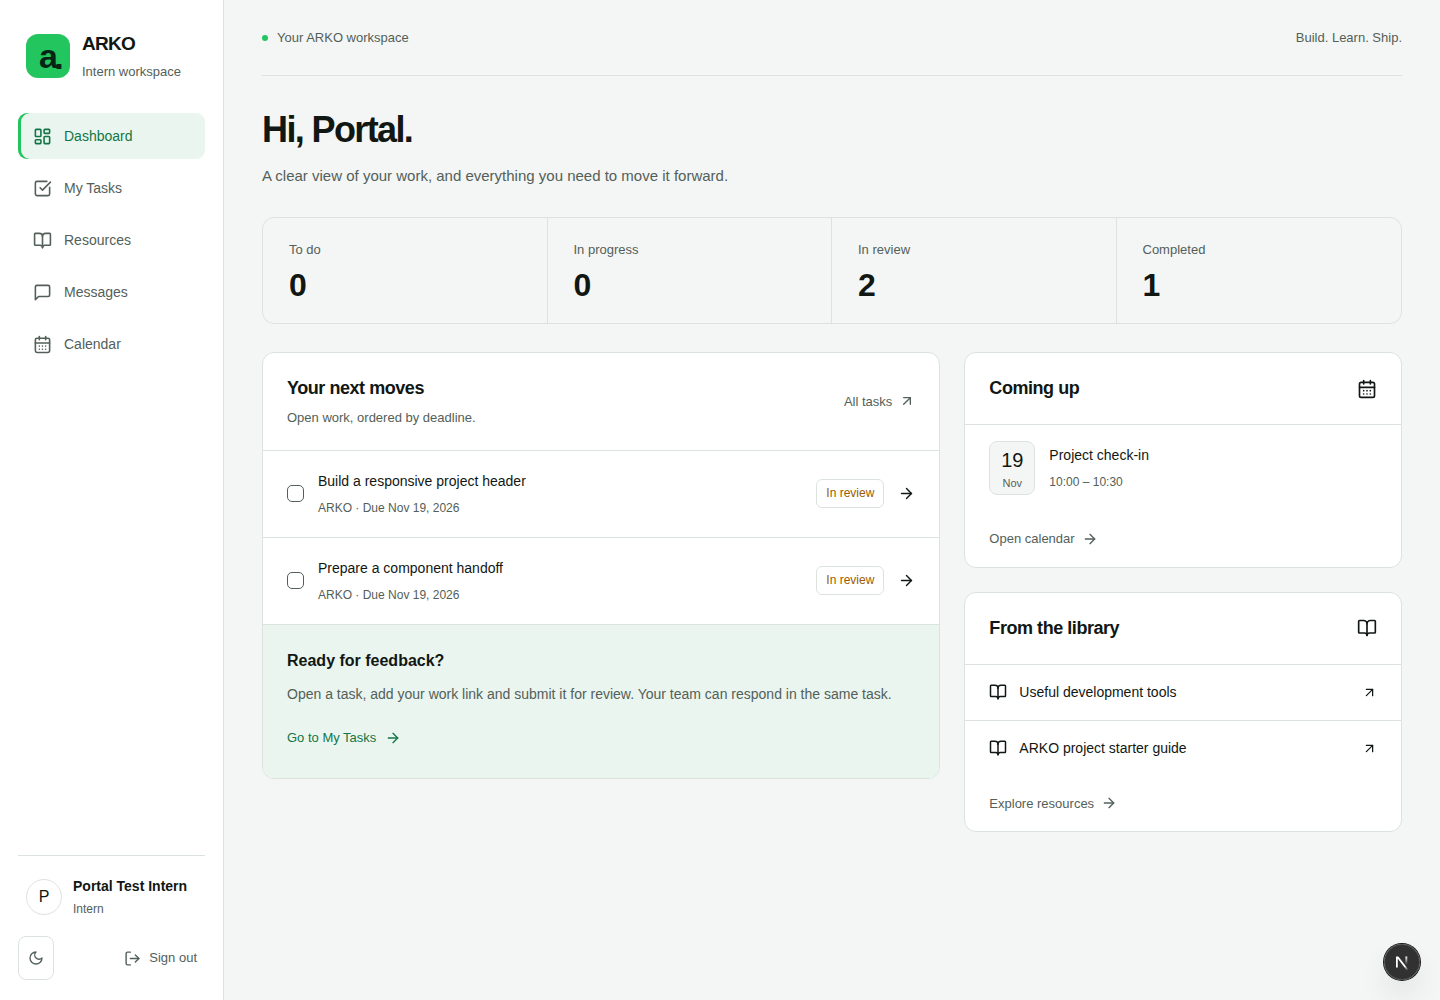 a.
ARKO
Intern workspace
Dashboard
My Tasks
Resources
Messages
Calendar
Portal Test Intern
P
Intern
Sign out
Your ARKO workspace
Build. Learn. Ship.
Hi, Portal.
A clear view of your work, and everything you need to move it forward.
To do
0
In progress
0
In review
2
Completed
1
Your next moves
Open work, ordered by deadline.
All tasks
Build a responsive project header
ARKO · Due Nov 19, 2026
In review
Prepare a component handoff
ARKO · Due Nov 19, 2026
In review
Ready for feedback?
Open a task, add your work link and submit it for review. Your team can respond in the same task.
Go to My Tasks
Coming up
19
Nov
Project check-in
10:00 – 10:30
Open calendar
From the library
Useful development tools
ARKO project starter guide
Explore resources
N